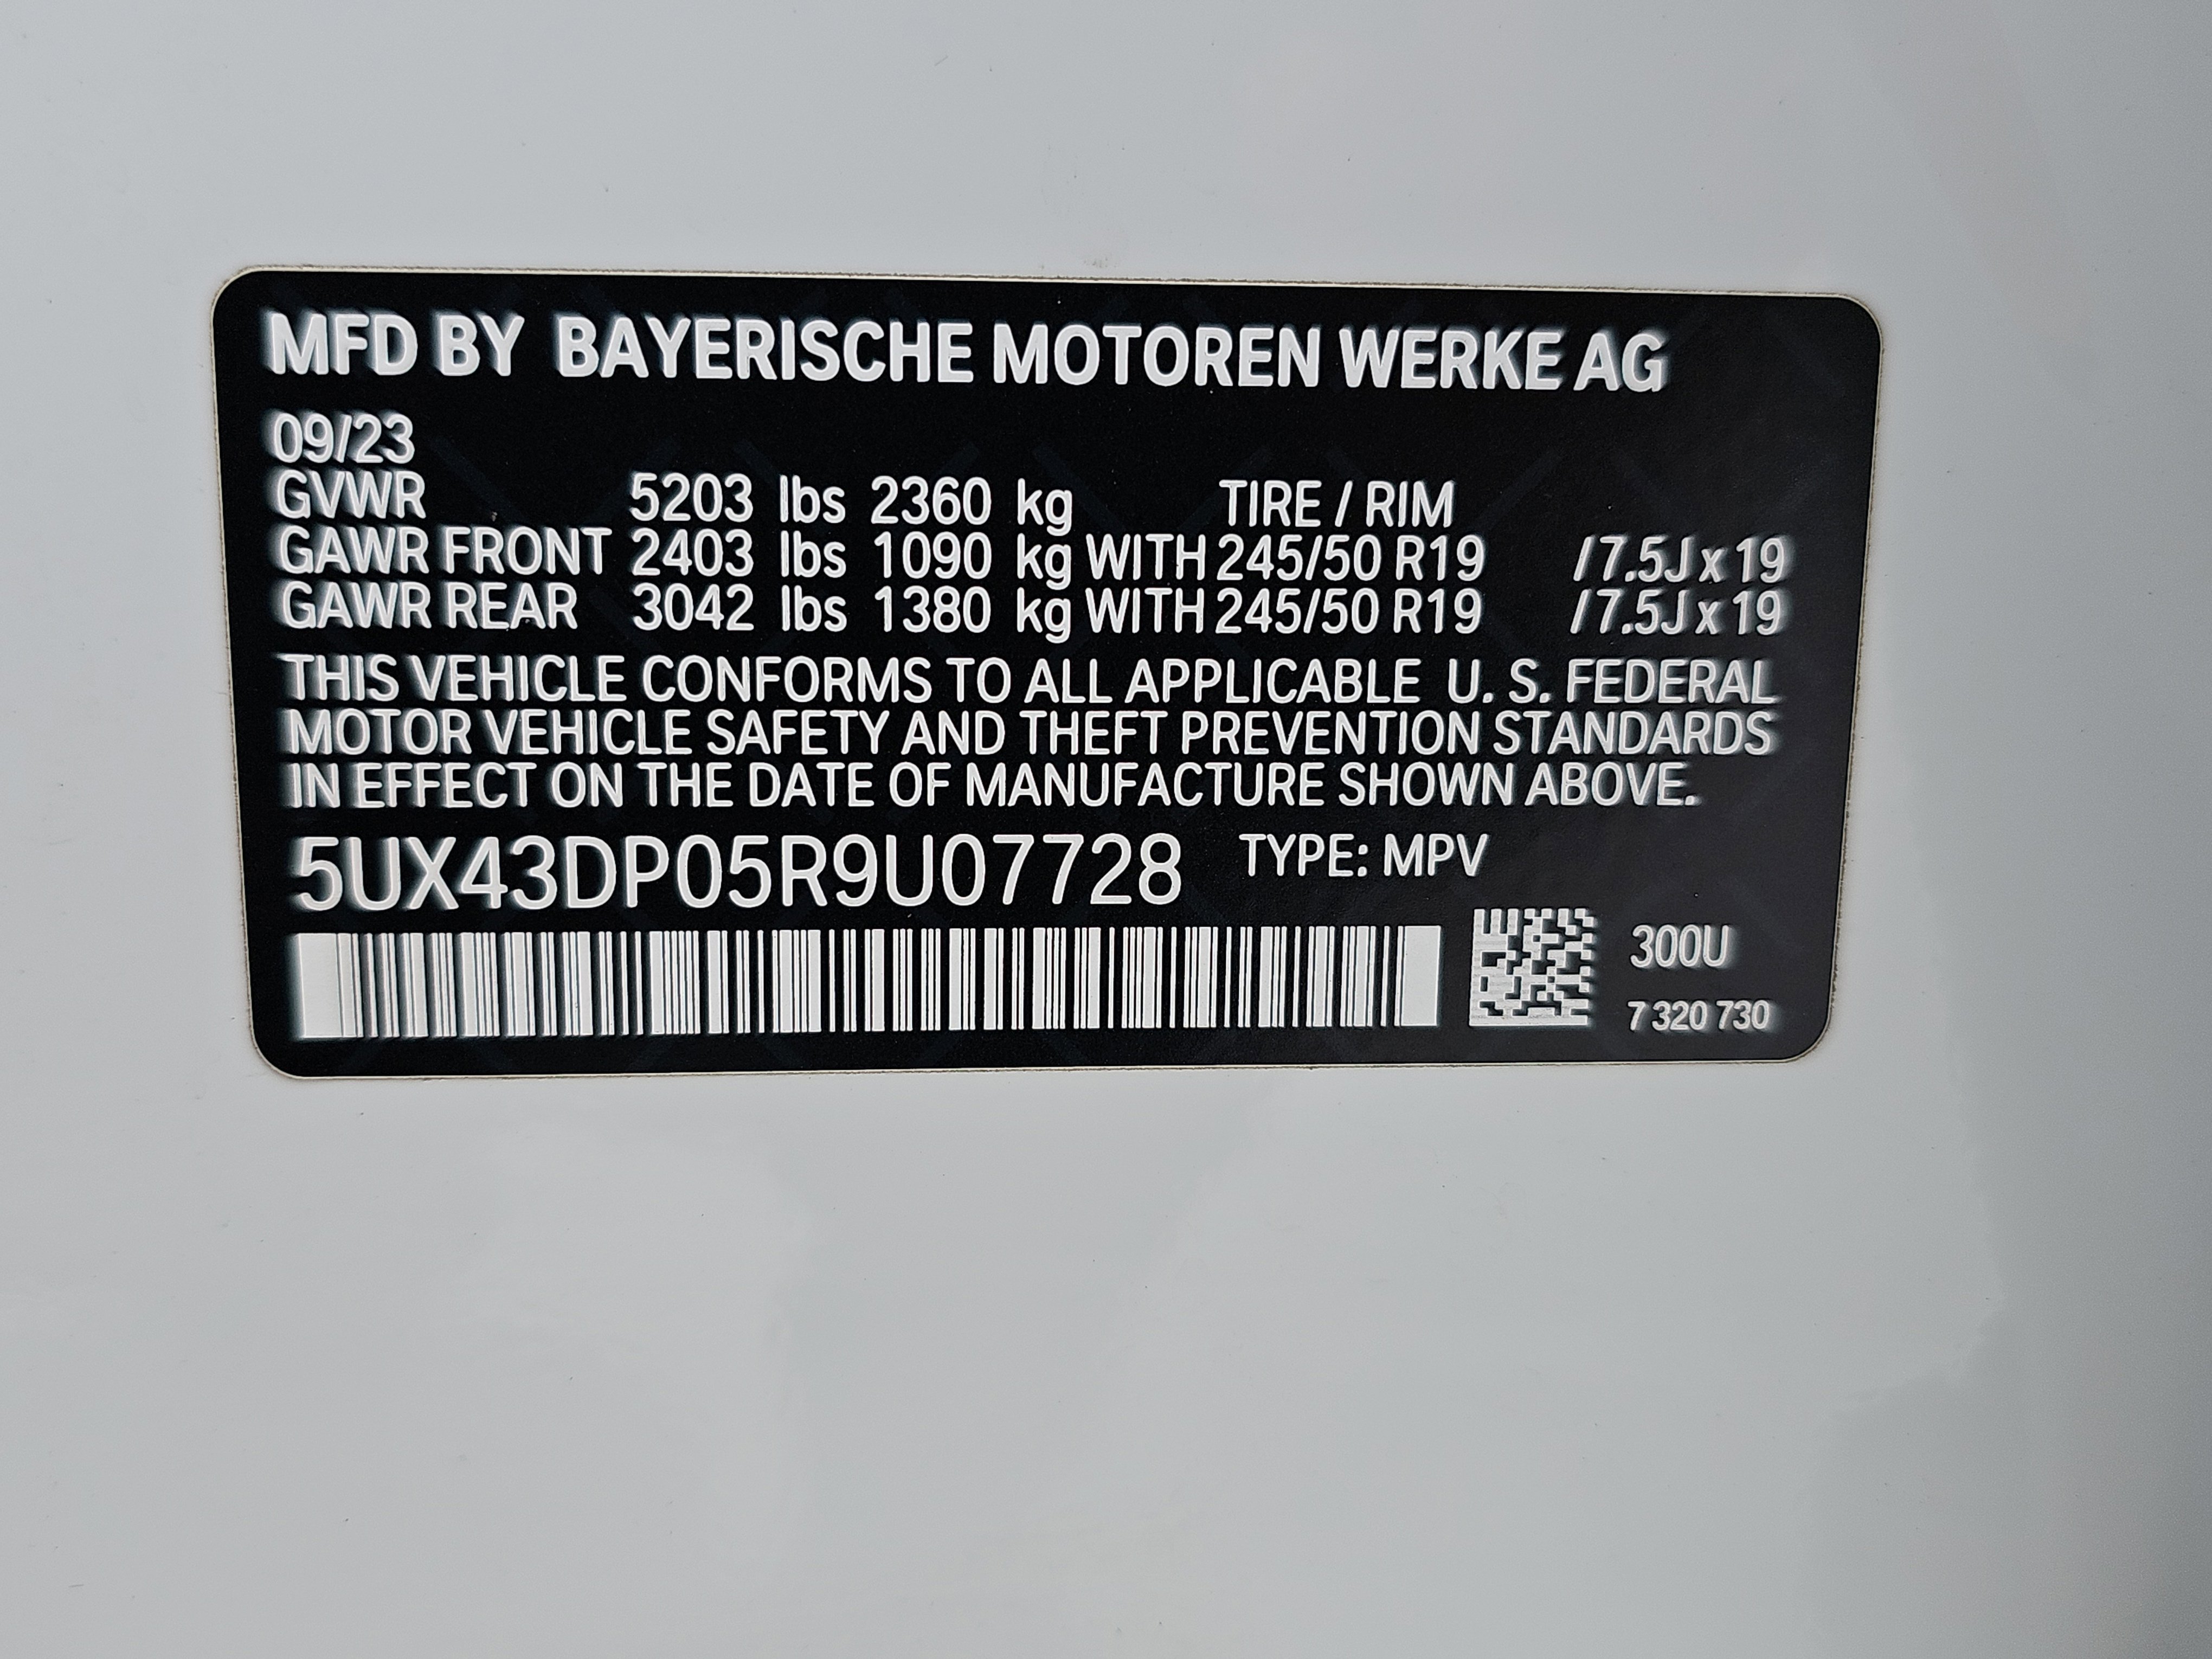 MFD BY BAYERISCHE MOTOREN WERKE AG
09/23
GVWR 5203 lbs 2360 kg TIRE / RIM
GAWR FRONT 2403 lbs 1090 kg WITH 245/50 R19 / 7.5J x 19
GAWR REAR 3042 lbs 1380 kg WITH 245/50 R19 / 7.5J x 19
THIS VEHICLE CONFORMS TO ALL APPLICABLE U. S. FEDERAL
MOTOR VEHICLE SAFETY AND THEFT PREVENTION STANDARDS
IN EFFECT ON THE DATE OF MANUFACTURE SHOWN ABOVE.
5UX43DP05R9U07728 TYPE: MPV
300U
7 320 730